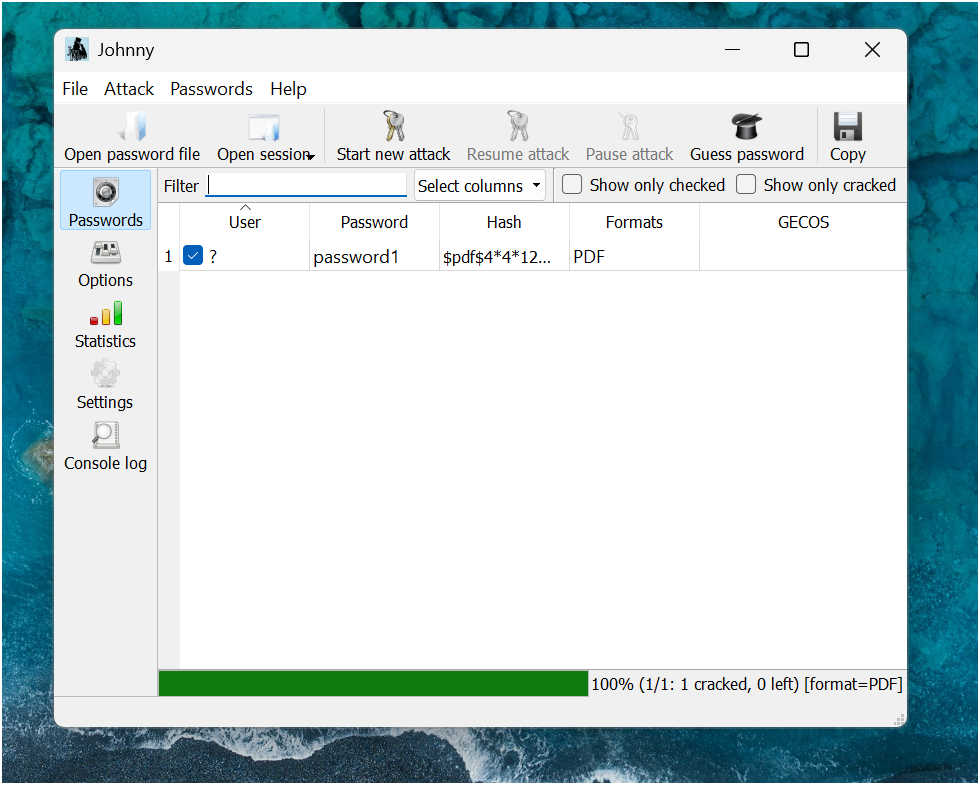 Johnny
File Attack Passwords Help
Open password file Open session Start new attack Resume attack Pause attack Guess password Copy
Passwords
Options
Statistics
Settings
Console log
Filter Select columns Show only checked Show only cracked
User Password Hash Formats GECOS
1 ? password1 $pdf$4*4*12... PDF
100% (1/1: 1 cracked, 0 left) [format=PDF]